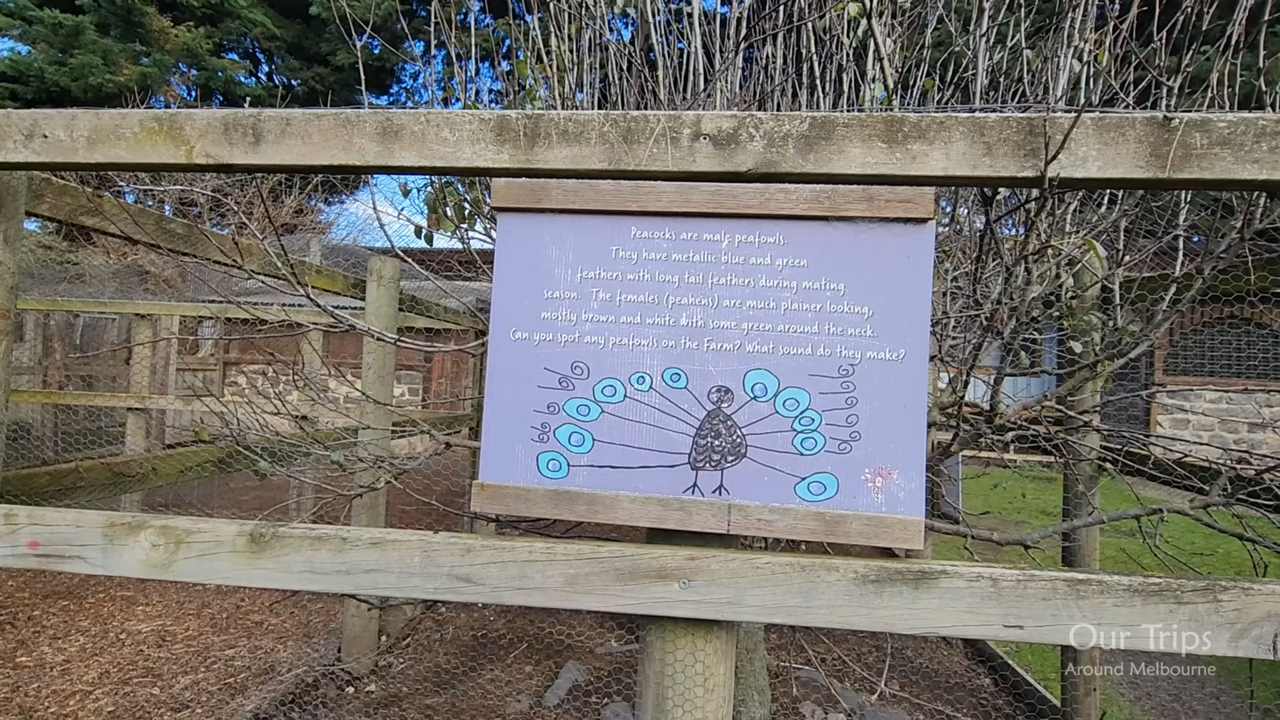 Peacocks are male peafowls.
They have metallic blue and green
feathers with long tail feathers during mating
season. The females (peahens) are much plainer looking,
mostly brown and white with some green around the neck.
Can you spot any peafowls on the Farm? What sound do they make?
Our Trips
Around Melbourne